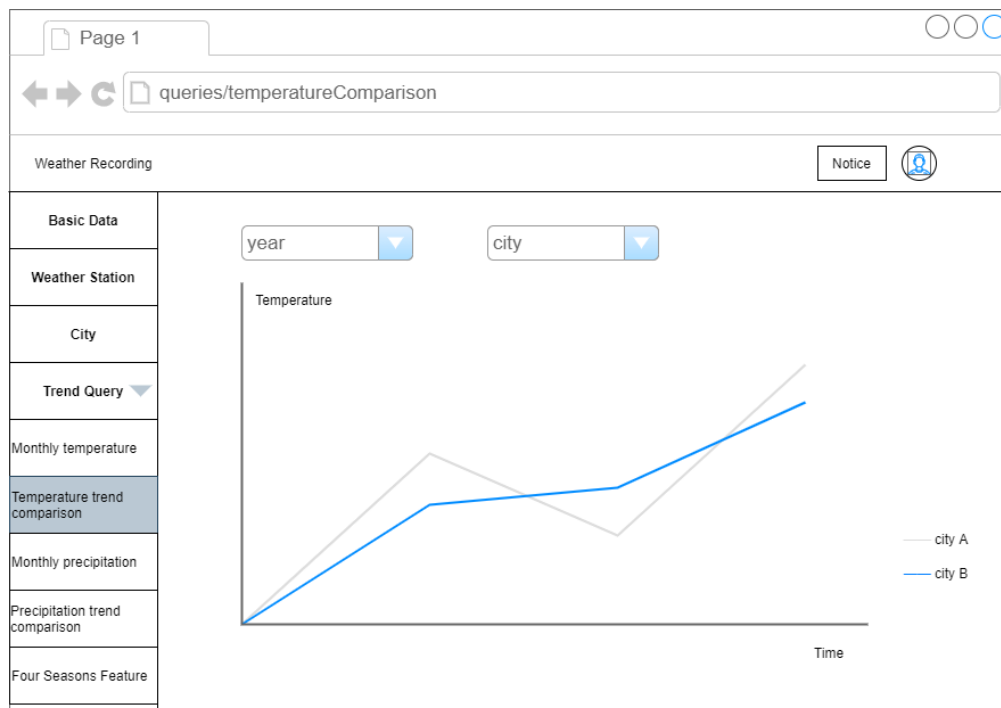 Page 1
queries/temperatureComparison
Weather Recording
Notice
Basic Data
Weather Station
City
Trend Query
Monthly temperature
Temperature trend
comparison
Monthly precipitation
Precipitation trend
comparison
Four Seasons Feature
year
city
Temperature
city A
city B
Time